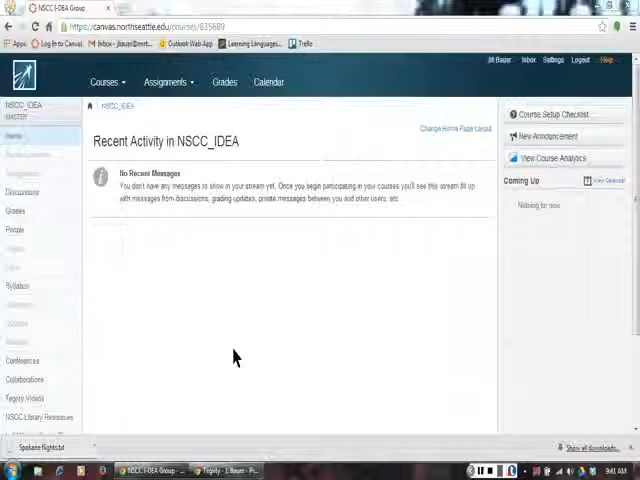 NSCC I-DEA Group
https://canvas.northseattle.edu/courses/835689
Apps Log In to Canvas Inbox - jbauer@nort... Outlook Web App Learning Languages... Trello
Jill Bauer Inbox Settings Logout Help
Courses Assignments Grades Calendar
NSCC_IDEA
MASTER
NSCC_IDEA
Home
Discussions
Grades
People
Syllabus
Conferences
Collaborations
Tegrity Videos
NSCC Library Resources
Change Home Page Layout
Recent Activity in NSCC_IDEA
No Recent Messages
You don't have any messages to show in your stream yet. Once you begin participating in your courses you'll see this stream fill up
with messages from discussions, grading updates, private messages between you and other users, etc.
Course Setup Checklist
New Announcement
View Course Analytics
Coming Up View Calendar
Nothing for now
Spokane flights.txt
Show all downloads...
NSCC I-DEA Group - ...
Tegrity - J. Bauer - Pr...
9:41 AM